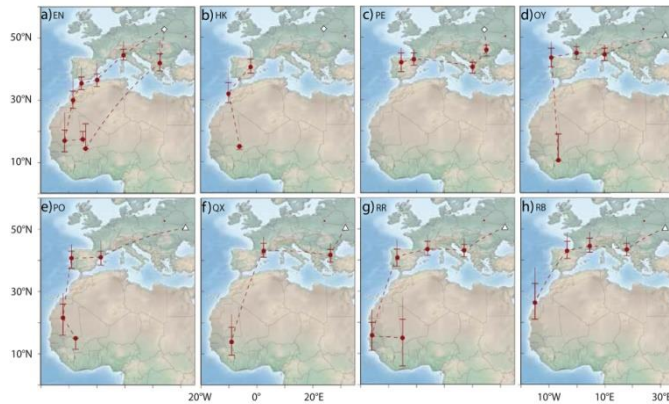 a) EN b) HK c) PE d) OY
50°N
30°N
10°N
e) PO f) QX g) RR h) RB
50°N
30°N
10°N
20°W 0° 20°E 10°W 10°E 30°E